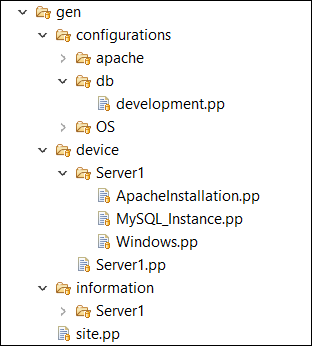 gen
configurations
apache
db
development.pp
OS
device
Server1
ApacheInstallation.pp
MySQL_Instance.pp
Windows.pp
Server1.pp
information
Server1
site.pp